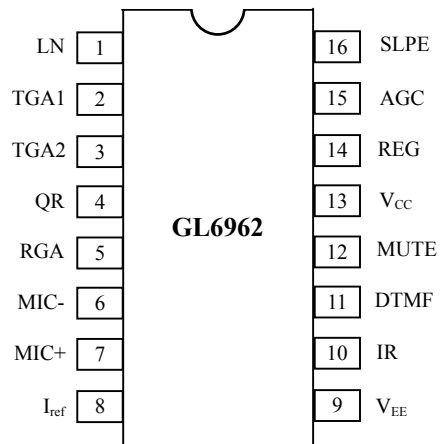 LN 1 16 SLPE
TGA1 2 15 AGC
TGA2 3 14 REG
QR 4 13 VCC
GL6962
RGA 5 12 MUTE
MIC- 6 11 DTMF
MIC+ 7 10 IR
Iref 8 9 VEE